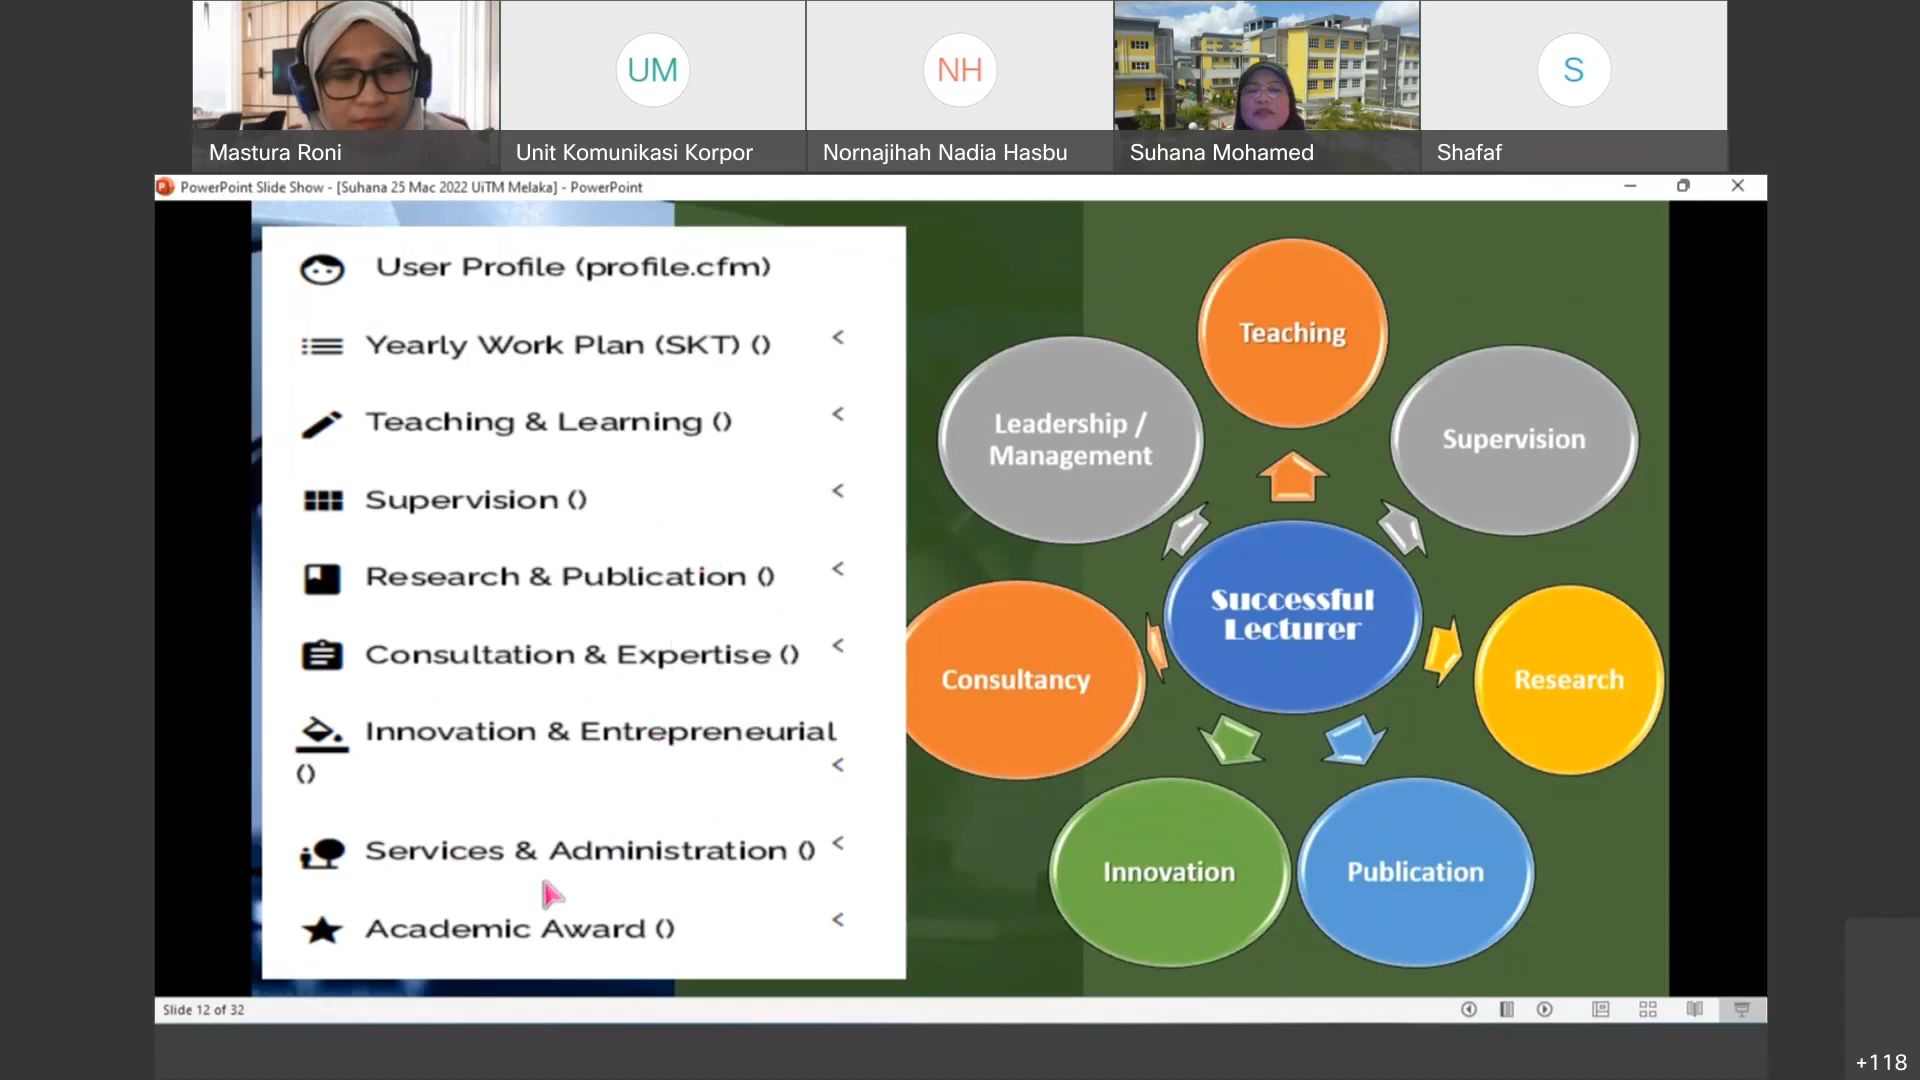 UM
NH
S
Mastura Roni
Unit Komunikasi Korpor
Nornajihah Nadia Hasbu
Suhana Mohamed
Shafaf
PowerPoint Slide Show - [Suhana 25 Mac 2022 UiTM Melaka] - PowerPoint
User Profile (profile.cfm)
Yearly Work Plan (SKT) () <
Teaching & Learning () <
Supervision () <
Research & Publication () <
Consultation & Expertise () <
Innovation & Entrepreneurial
() <
Services & Administration () <
Academic Award () <
Teaching
Leadership /
Management
Supervision
Successful
Lecturer
Consultancy
Research
Innovation
Publication
Slide 12 of 32
+118